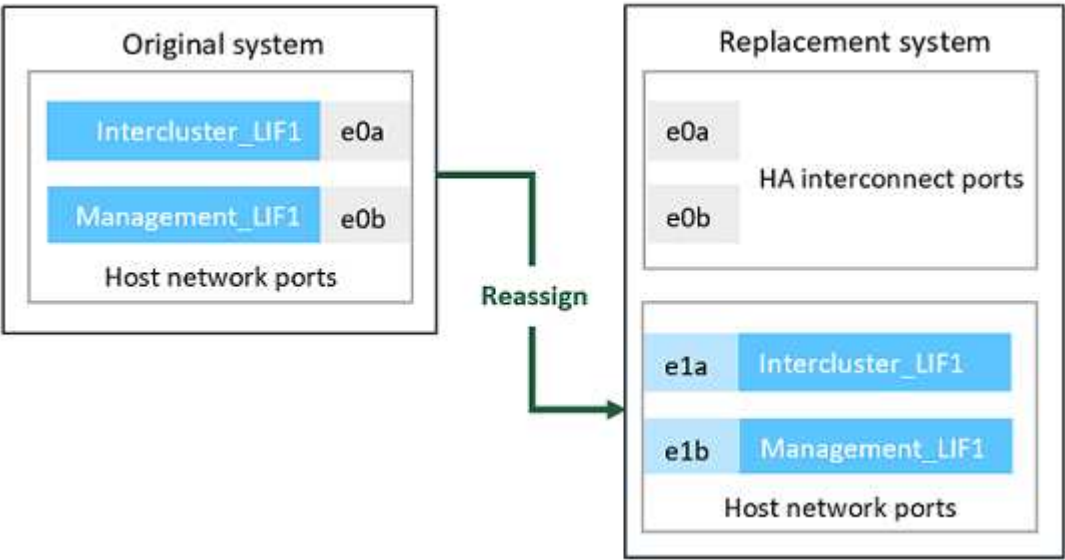 Original system
Intercluster_LIF1 e0a
Management_LIF1 e0b
Host network ports
Reassign
Replacement system
e0a
HA interconnect ports
e0b
e1a Intercluster_LIF1
e1b Management_LIF1
Host network ports